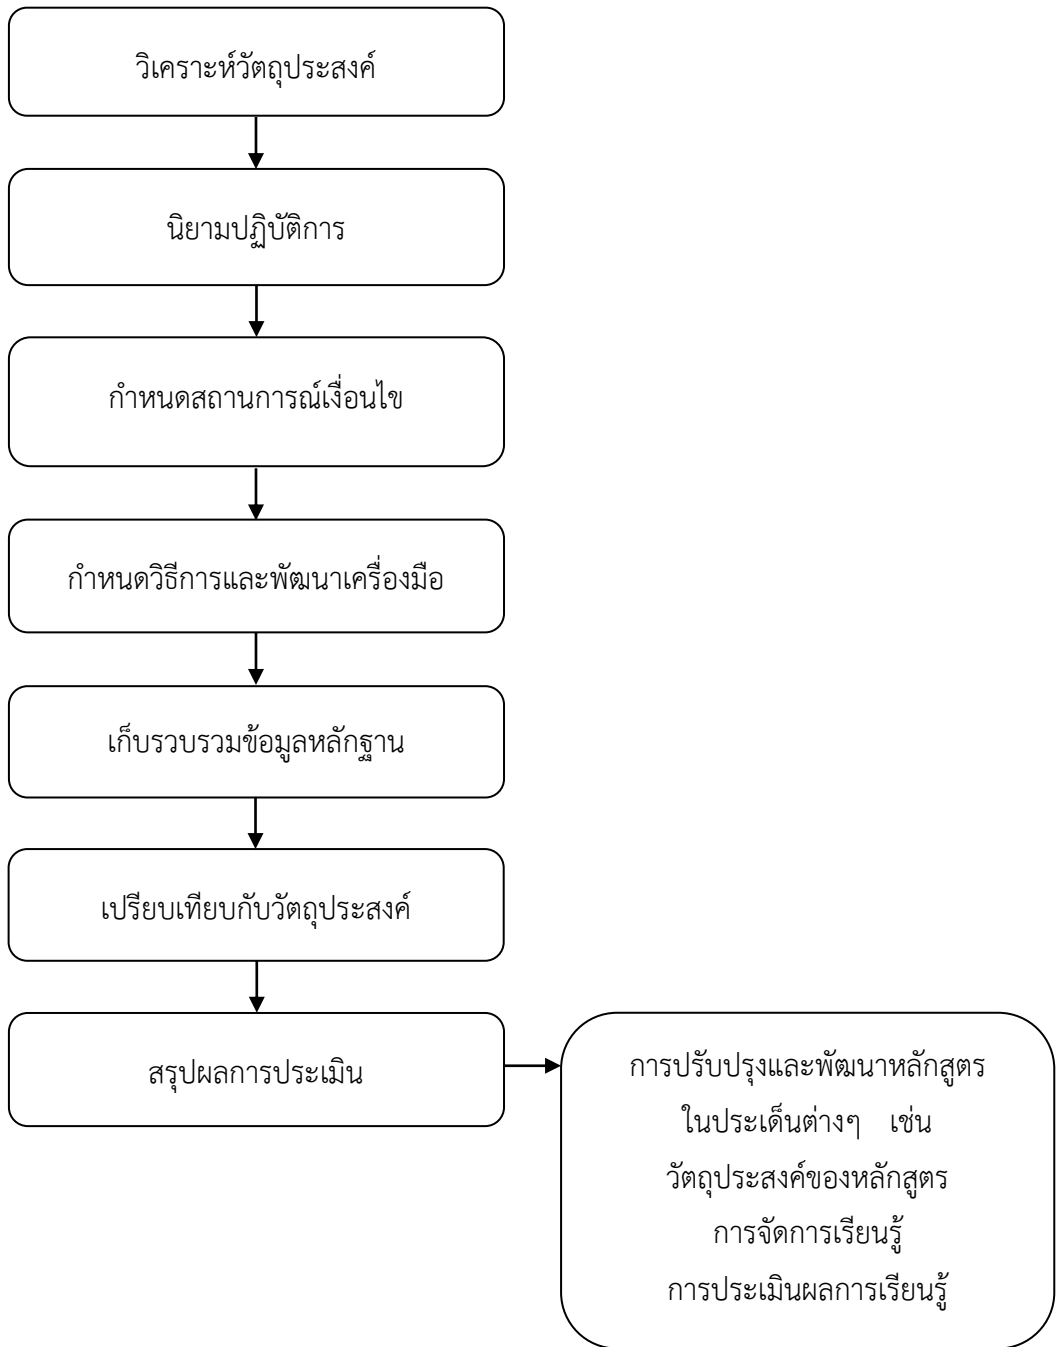 วิเคราะห์วัตถุประสงค์
นิยามปฏิบัติการ
กำหนดสถานการณ์เงื่อนไข
กำหนดวิธีการและพัฒนาเครื่องมือ
เก็บรวบรวมข้อมูลหลักฐาน
เปรียบเทียบกับวัตถุประสงค์
สรุปผลการประเมิน
การปรับปรุงและพัฒนาหลักสูตร
ในประเด็นต่างๆ เช่น
วัตถุประสงค์ของหลักสูตร
การจัดการเรียนรู้
การประเมินผลการเรียนรู้